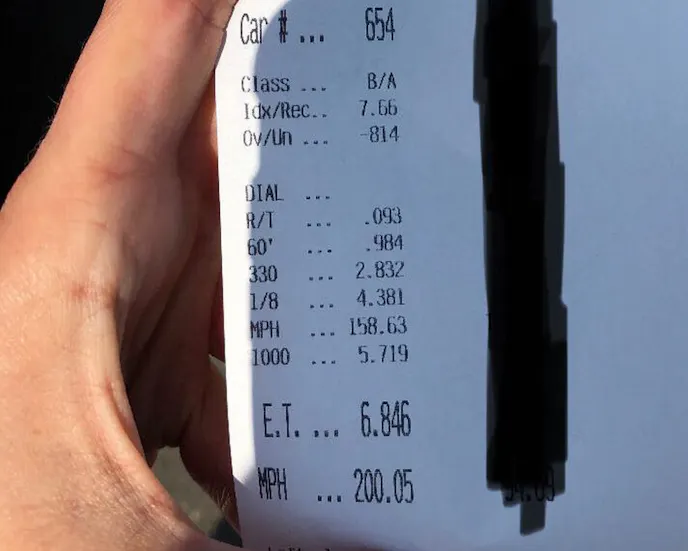 Car # ... 654
Class ... B/A
Idx/Rec.. 7.66
Ov/Un ... -814
DIAL ...
R/T ... .093
60' ... .984
330 ... 2.832
1/8 ... 4.381
MPH ... 158.63
1000 ... 5.719
E.T. ... 6.846
MPH ... 200.05